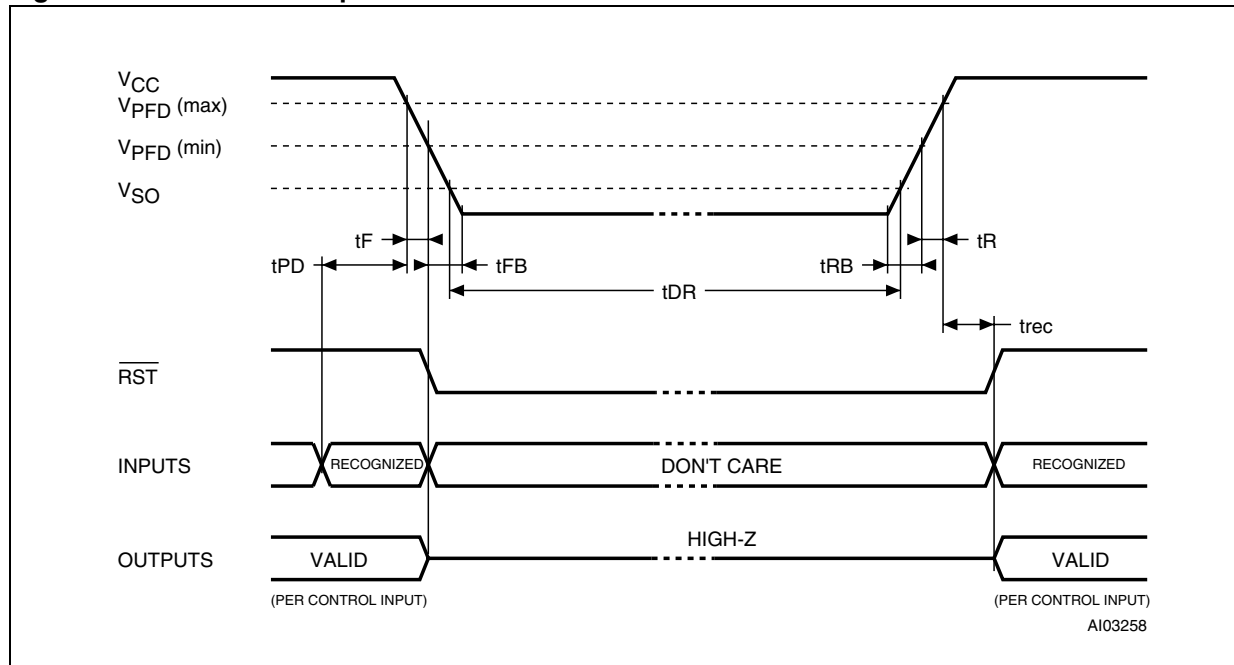 VCC
VPFD (max)
VPFD (min)
VSO
tF
tR
tPD
tFB
tRB
tDR
trec
RST
INPUTS
RECOGNIZED
DON'T CARE
RECOGNIZED
HIGH-Z
OUTPUTS
VALID
VALID
(PER CONTROL INPUT)
(PER CONTROL INPUT)
AI03258